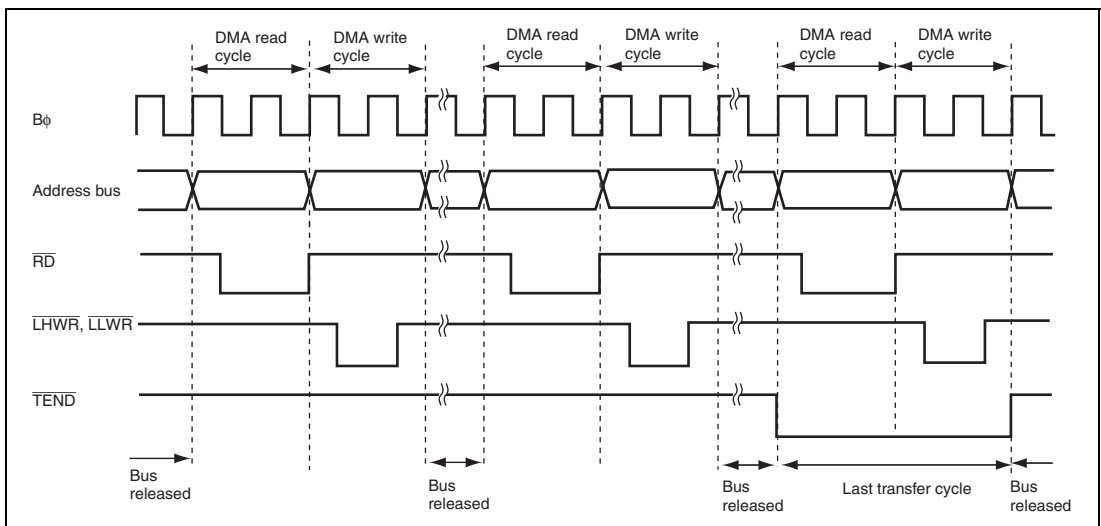 DMA read cycle
DMA write cycle
DMA read cycle
DMA write cycle
DMA read cycle
DMA write cycle
Bϕ
Address bus
RD
LHWR, LLWR
TEND
Bus released
Bus released
Bus released
Last transfer cycle
Bus released